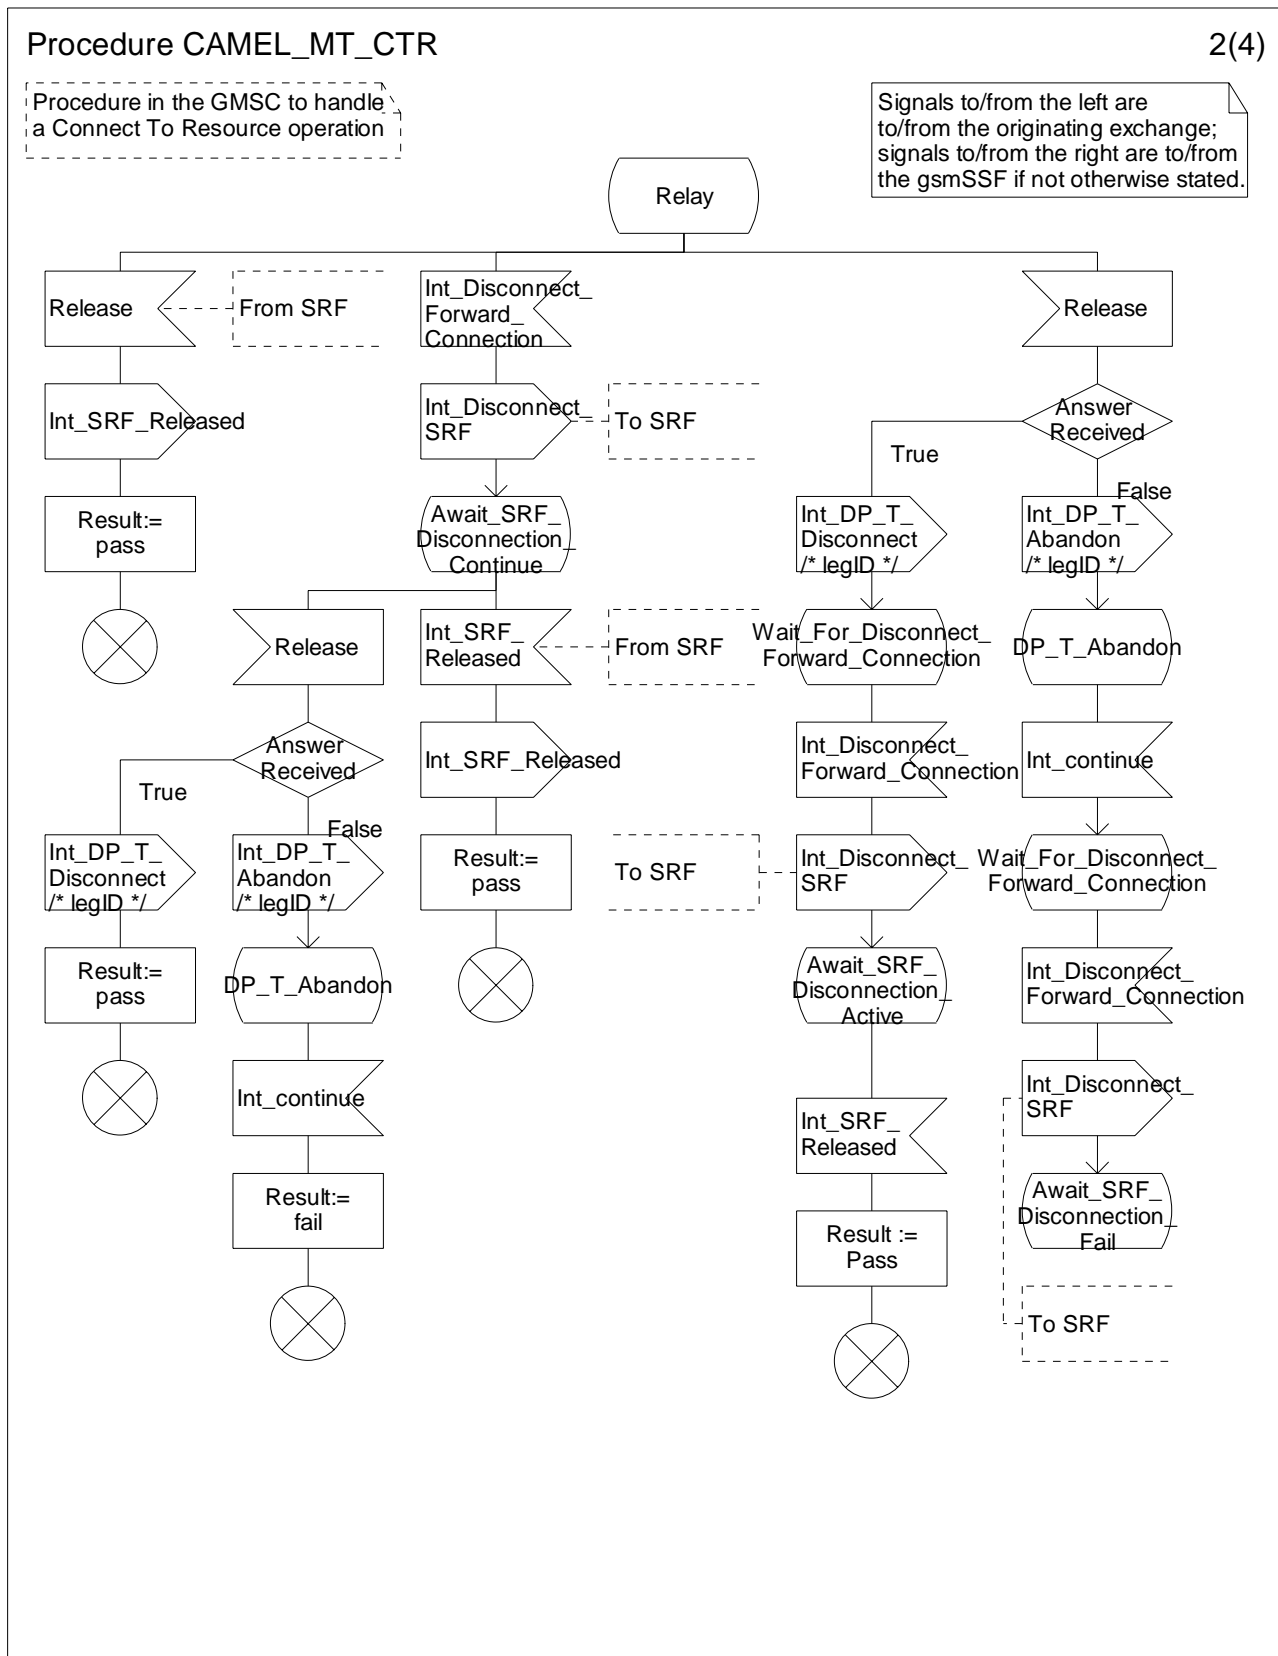 Procedure CAMEL_MT_CTR
2(4)
Procedure in the GMSC to handle
a Connect To Resource operation
Signals to/from the left are
to/from the originating exchange;
signals to/from the right are to/from
the gsmSSF if not otherwise stated.
Relay
Release
From SRF
Int_SRF_Released
Result:=
pass
Int_Disconnect_
Forward_
Connection
Int_Disconnect_
SRF
To SRF
Await_SRF_
Disconnection_
Continue
Release
Answer
Received
True
False
Int_DP_T_
Disconnect
/* legID */
Result:=
pass
Int_DP_T_
Abandon
/* legID */
DP_T_Abandon
Int_continue
Result:=
fail
Int_SRF_
Released
From SRF
Int_SRF_Released
Result:=
pass
Release
Answer
Received
True
False
Int_DP_T_
Disconnect
/* legID */
Wait_For_Disconnect_
Forward_Connection
Int_Disconnect_
Forward_Connection
Int_Disconnect_
SRF
To SRF
Await_SRF_
Disconnection_
Active
Int_SRF_
Released
Result :=
Pass
Int_DP_T_
Abandon
/* legID */
DP_T_Abandon
Int_continue
Wait_For_Disconnect_
Forward_Connection
Int_Disconnect_
Forward_Connection
Int_Disconnect_
SRF
Await_SRF_
Disconnection_
Fail
To SRF